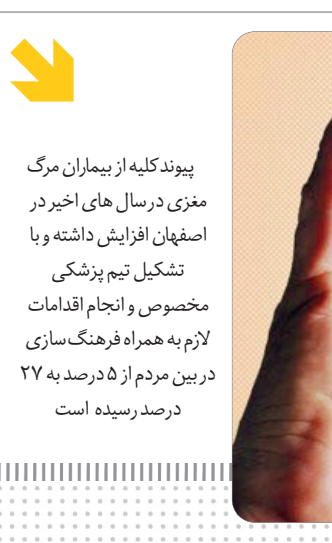 پیوند کلیه از بیماران مرگ
مغزی در سال های اخیر در
اصفهان افزایش داشته و با
تشکیل تیم پزشکی
مخصوص و انجام اقدامات
لازم به همراه فرهنگ سازی
در بین مردم از ۵ درصد به ۲۷
درصد رسیده است